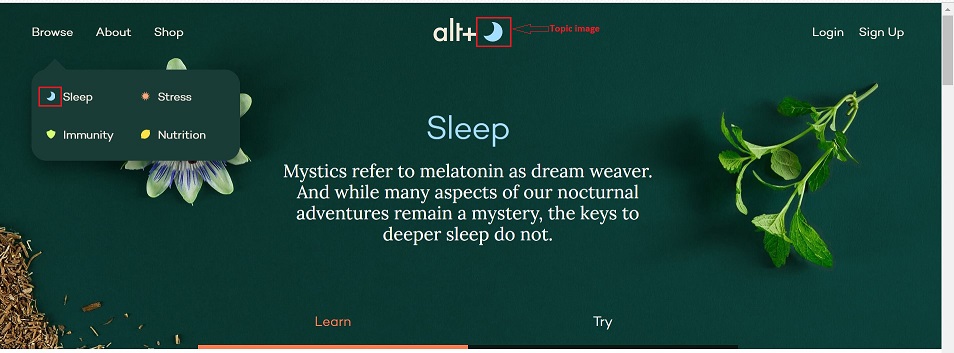 Browse About Shop alt+ Topic image Login Sign Up
Sleep Stress
Immunity Nutrition
Sleep
Mystics refer to melatonin as dream weaver.
And while many aspects of our nocturnal
adventures remain a mystery, the keys to
deeper sleep do not.
Learn Try